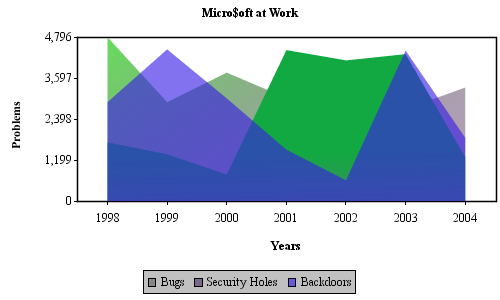 Micro$oft at Work
Problems
4,796
3,597
2,398
1,199
0
1998 1999 2000 2001 2002 2003 2004
Years
Bugs Security Holes Backdoors